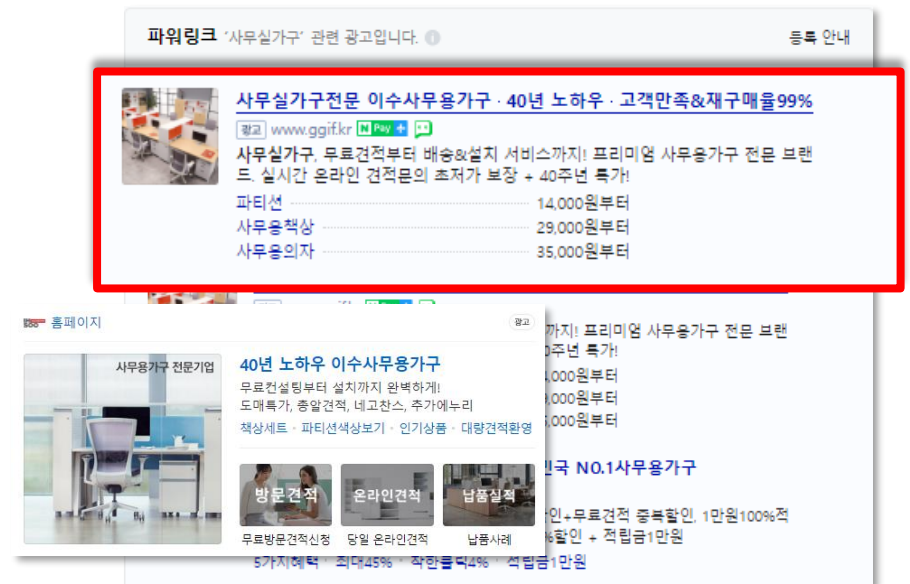 파워링크 '사무실가구' 관련 광고입니다.
등록 안내
사무실가구전문 이수사무용가구 · 40년 노하우 · 고객만족&재구매율99%
광고 www.ggif.kr N Pay +
사무실가구, 무료견적부터 배송&설치 서비스까지! 프리미엄 사무용가구 전문 브랜
드. 실시간 온라인 견적문의 초저가 보장 + 40주년 특가!
파티션 14,000원부터
사무용책상 29,000원부터
사무용의자 35,000원부터
홈페이지
광고
사무용가구 전문기업
40년 노하우 이수사무용가구
무료컨설팅부터 설치까지 완벽하게!
도매특가, 총알견적, 네고찬스, 추가에누리
책상세트 · 파티션색상보기 · 인기상품 · 대량견적환영
방문견적
온라인견적
납품실적
무료방문견적신청
당일 온라인견적
납품사례
가지! 프리미엄 사무용가구 전문 브랜
0주년 특가!
,000원부터
,000원부터
,000원부터
민국 NO.1사무용가구
인+무료견적 중복할인, 1만원100%적
%할인 + 적립금1만원
5가지혜택 · 최대45% · 착한클릭4% · 적립금1만원